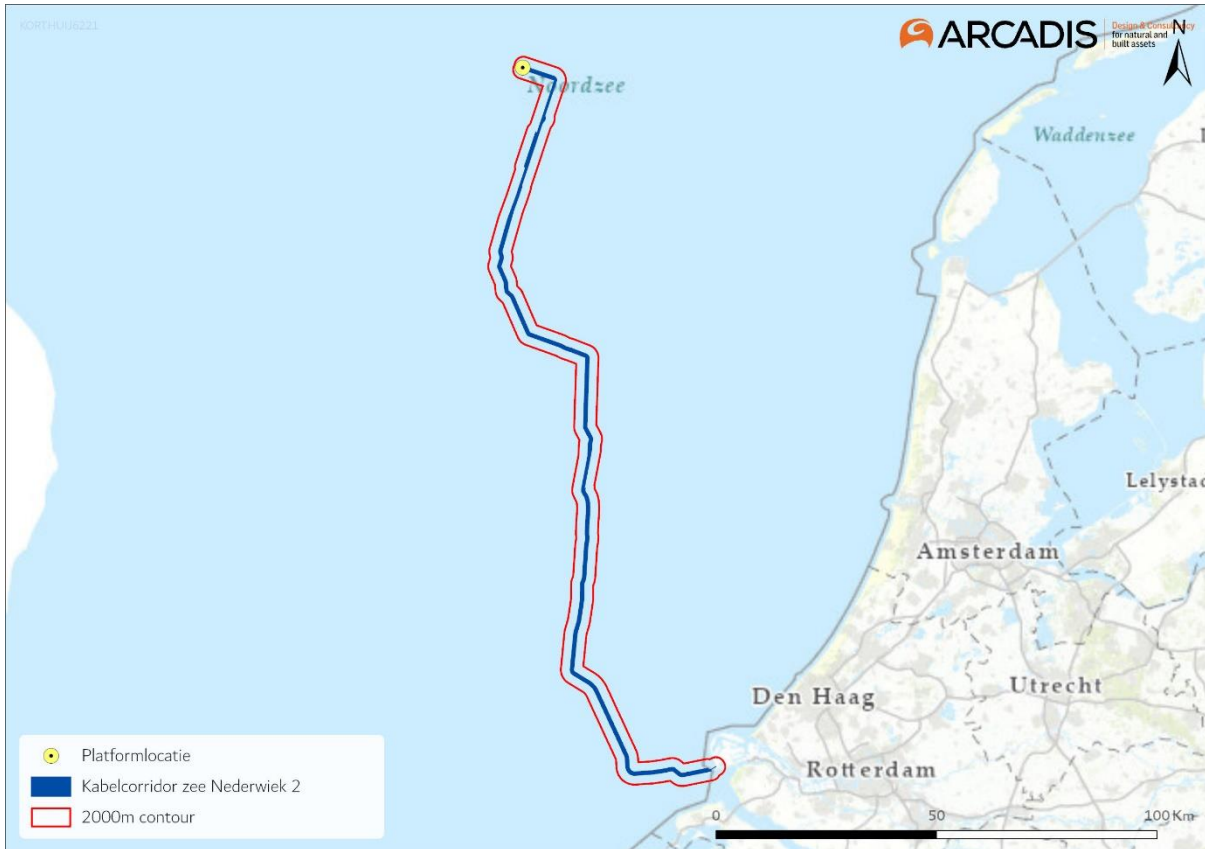 KORTHUU6221
ARCADIS
Design & Consultancy
for natural and
built assets
N
Noordzee
Waddenzee
Lelystad
Amsterdam
Den Haag
Utrecht
Rotterdam
Platformlocatie
Kabelcorridor zee Nederwiek 2
2000m contour
0
50
100 Km